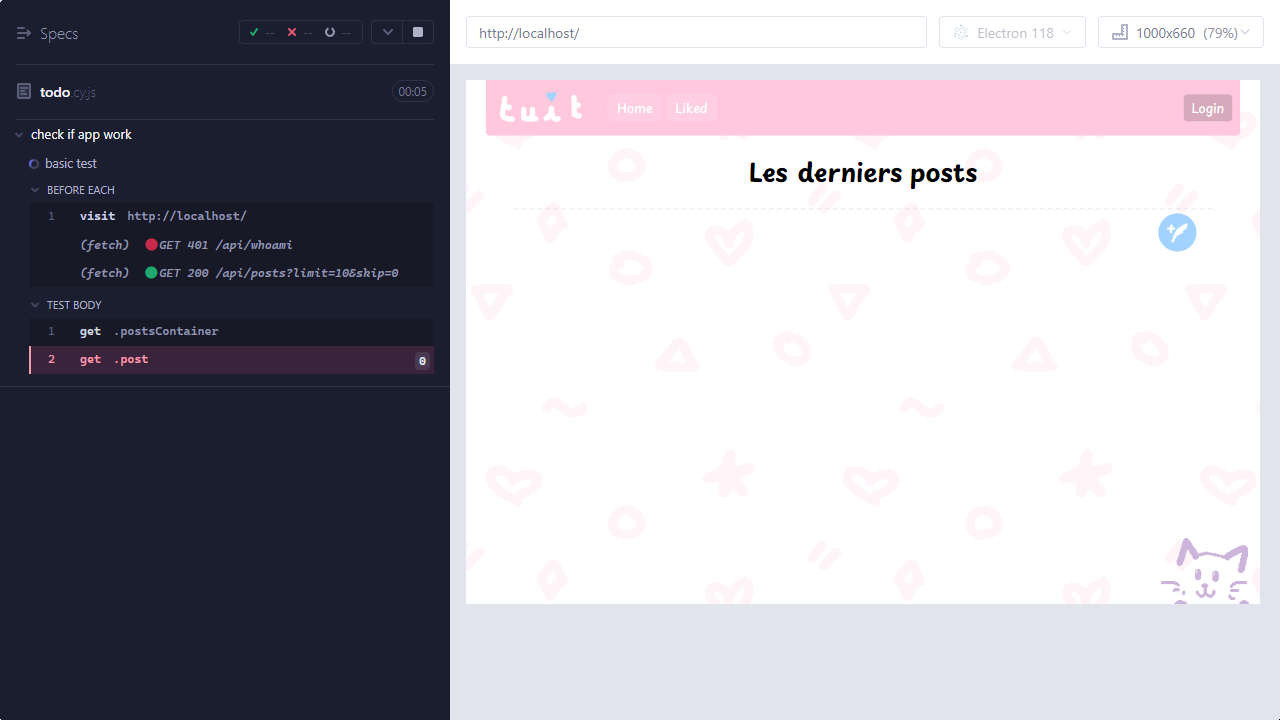 Specs
-- -- --
todo.cy.js 00:05
check if app work
basic test
BEFORE EACH
1 visit http://localhost/
(fetch) GET 401 /api/whoami
(fetch) GET 200 /api/posts?limit=10&skip=0
TEST BODY
1 get .postsContainer
2 get .post 0
http://localhost/ Electron 118 1000x660 (79%)
tuit Home Liked Login
Les derniers posts